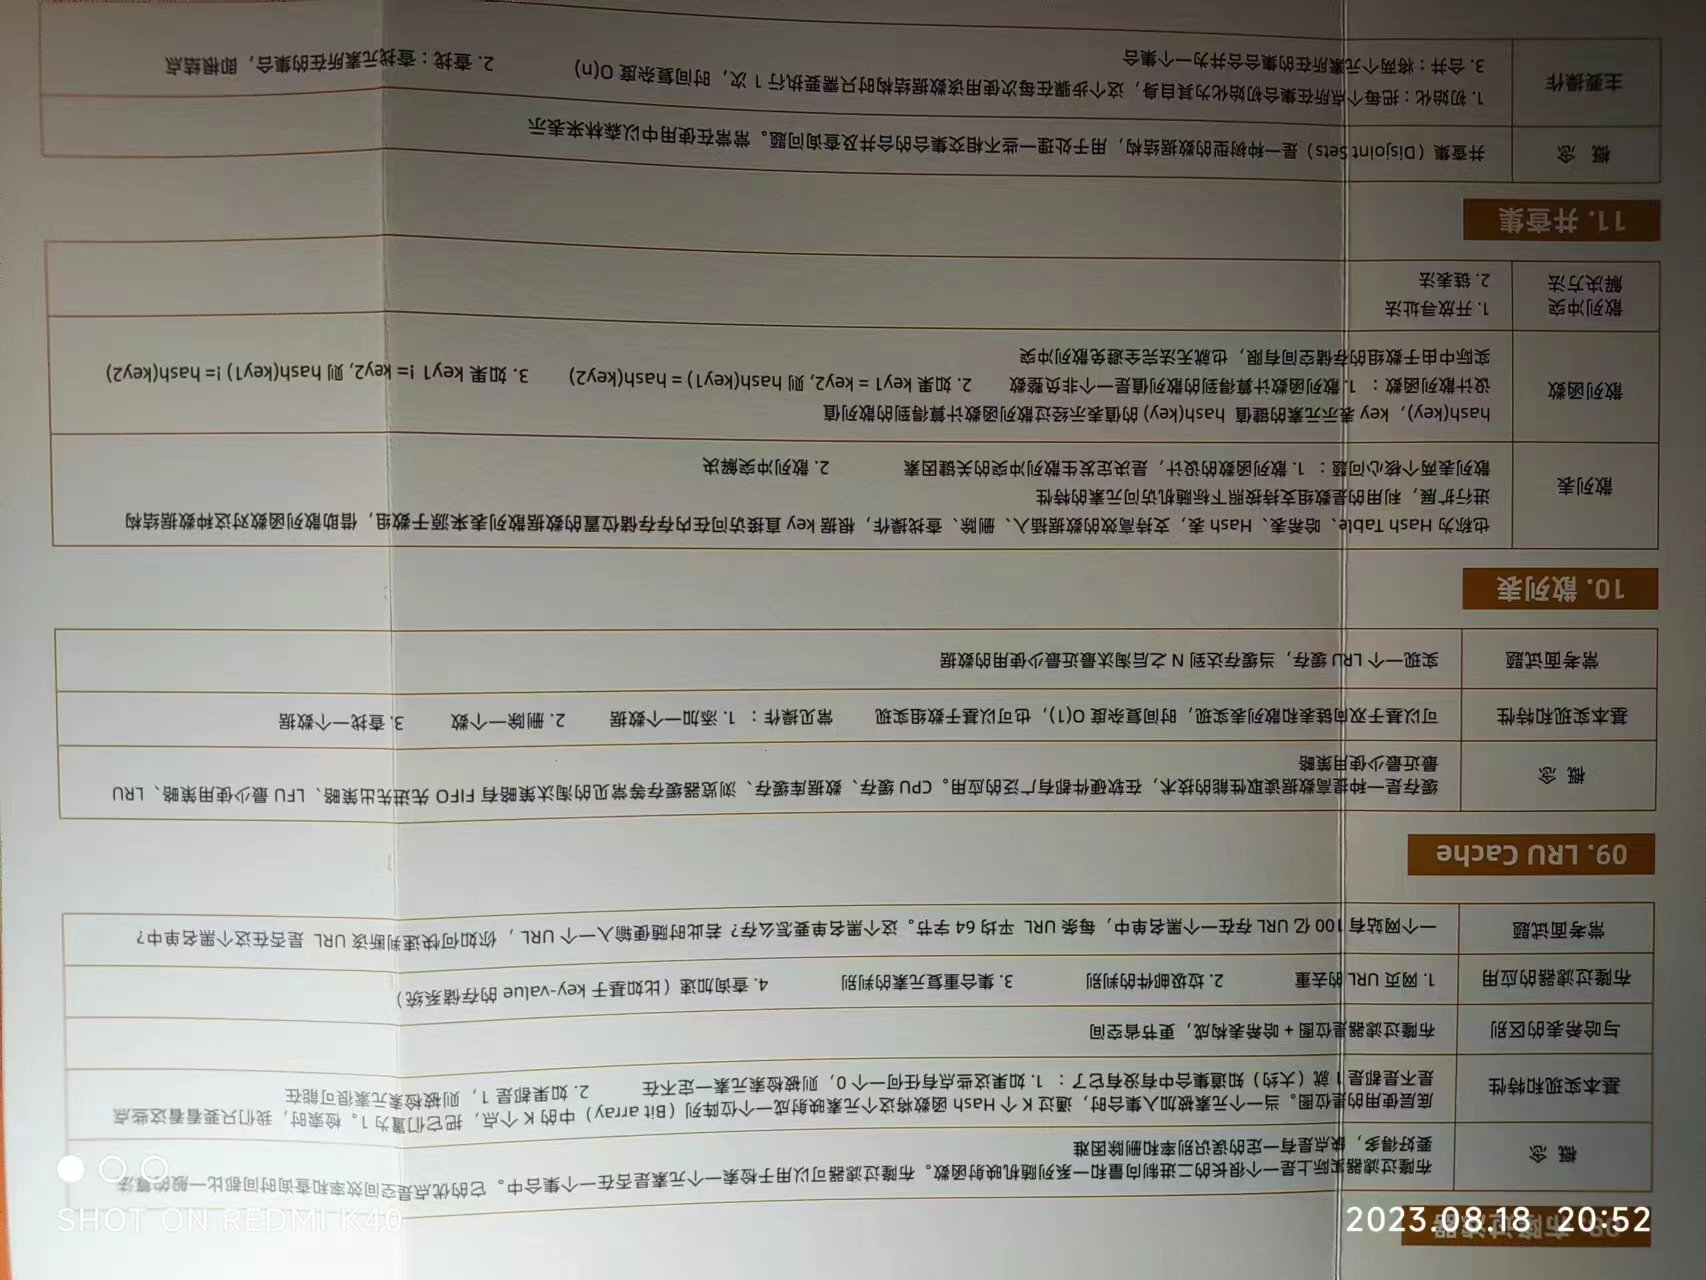 08. 布隆过滤器
概 念
布隆过滤器实际上是一个很长的二进制向量和一系列随机映射函数。布隆过滤器可以用于检索一个元素是否在一个集合中。它的优点是空间效率和查询时间都比一般的算法
要好得多，缺点是有一定的误识别率和删除困难
基本实现和特性
底层使用的是位图。当一个元素被加入集合时，通过 K 个 Hash 函数将这个元素映射成一个位阵列（Bit array）中的 K 个点，把它们置为 1。检索时，我们只要看看这些点
是不是都是 1 就（大约）知道集合中有没有它了： 1. 如果这些点有任何一个 0，则被检索元素一定不在 2. 如果都是 1，则被检索元素很可能在
与哈希表的区别
布隆过滤器是位图 + 哈希表构成，更节省空间
布隆过滤器的应用
1. 网页 URL 的去重 2. 垃圾邮件的判别 3. 集合重复元素的判别 4. 查询加速（比如基于 key-value 的存储系统）
常考面试题
一个网站有 100 亿 URL 存在一个黑名单中，每条 URL 平均 64 字节。这个黑名单要怎么存？若此时随便输入一个 URL，你如何快速判断该 URL 是否在这个黑名单中？
09. LRU Cache
概 念
缓存是一种提高数据读取性能的技术，在软硬件都有广泛的应用。CPU 缓存、数据库缓存、浏览器缓存等常见的淘汰策略有 FIFO 先进先出策略、LFU 最少使用策略、LRU
最近最少使用策略
基本实现和特性
可以基于双向链表和散列表实现，时间复杂度 O(1)，也可以基于数组实现 常见操作： 1. 添加一个数据 2. 删除一个数 3. 查找一个数据
常考面试题
实现一个 LRU 缓存，当缓存达到 N 之后淘汰最近最少使用的数据
10. 散列表
散列表
也称为 Hash Table、哈希表、Hash 表，支持高效的数据插入、删除、查找操作，根据 key 直接访问在内存存储位置的数据散列表来源于数组，借助散列函数对这种数据结构
进行扩展，利用的是数组支持按照下标随机访问元素的特性
散列表两个核心问题： 1. 散列函数的设计，是决定发生散列冲突的关键因素 2. 散列冲突解决
散列函数
hash(key)，key 表示元素的键值 hash(key) 的值表示经过散列函数计算得到的散列值
设计散列函数： 1. 散列函数计算得到的散列值是一个非负整数 2. 如果 key1 = key2, 则 hash(key1) = hash(key2) 3. 如果 key1 != key2, 则 hash(key1) != hash(key2)
实际中由于数组的存储空间有限，也就无法完全避免散列冲突
散列冲突
解决方法
1. 开放寻址法
2. 链表法
11. 并查集
概 念
并查集（Disjoint Sets）是一种树型的数据结构，用于处理一些不相交集合的合并及查询问题。常常在使用中以森林来表示
主要操作
1. 初始化：把每个点所在集合初始化为其自身，这个步骤在每次使用该数据结构时只需要执行 1 次，时间复杂度 O(n) 2. 查找：查找元素所在的集合，即根结点
3. 合并：将两个元素所在的集合合并为一个集合
SHOT ON REDMI K40
2023.08.18 20:52